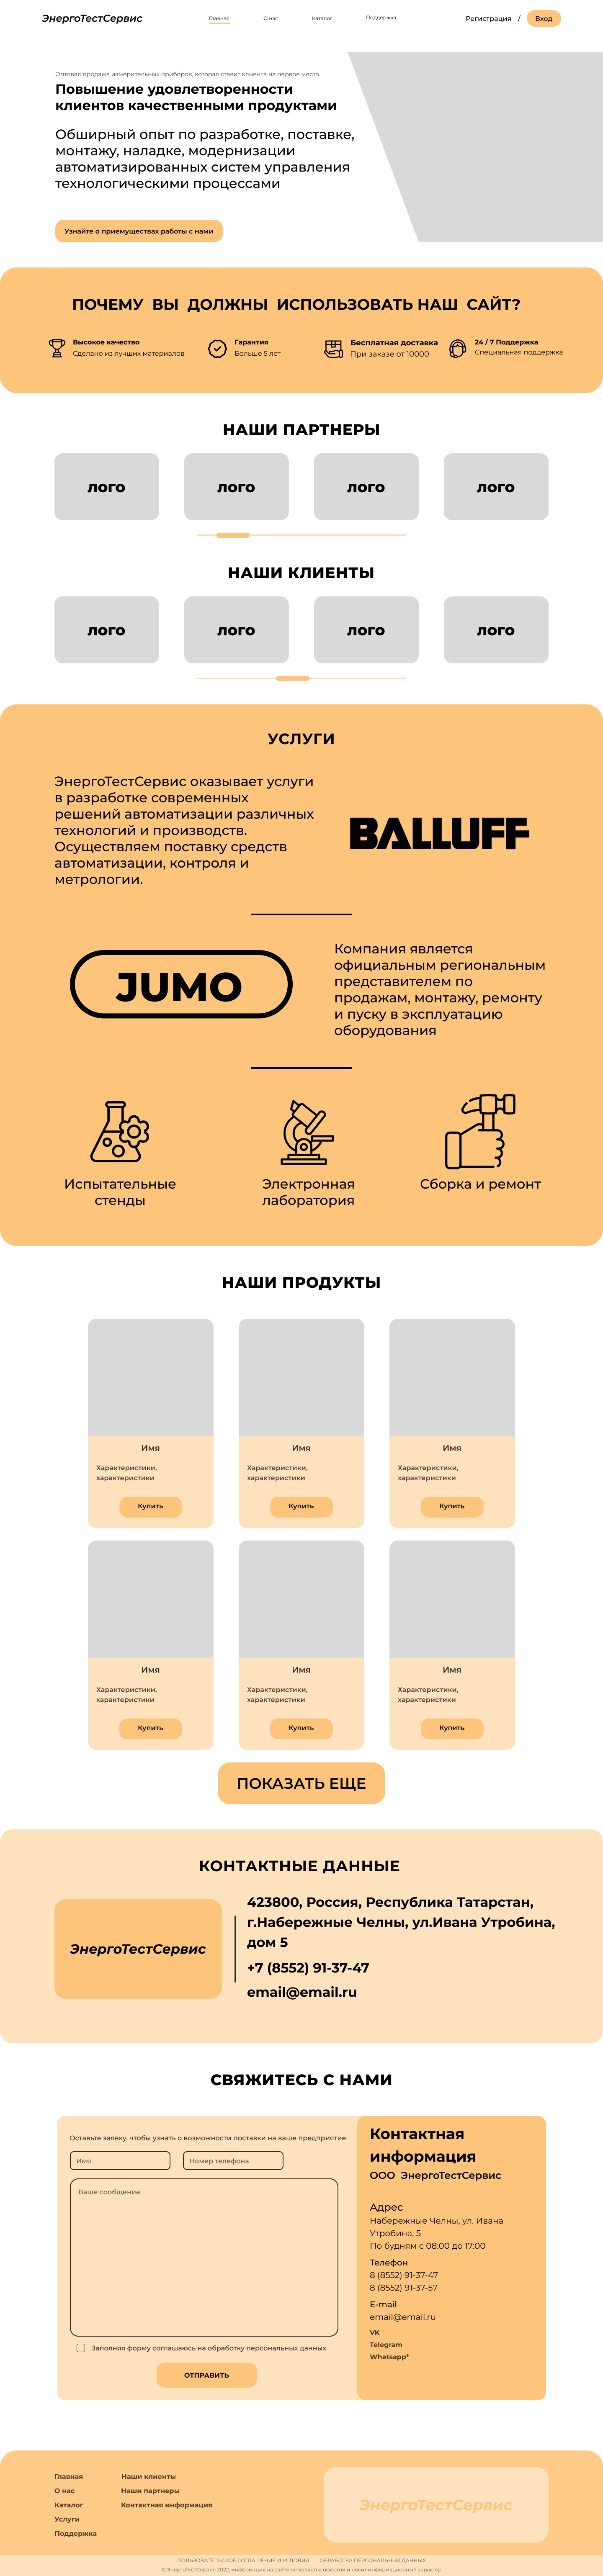 ЭнергоТестСервис
Главная
О нас
Каталог
Поддержка
Регистрация / Вход
Оптовая продажа измерительных приборов, которая ставит клиента на первое место
Повышение удовлетворенности
клиентов качественными продуктами
Обширный опыт по разработке, поставке,
монтажу, наладке, модернизации
автоматизированных систем управления
технологическими процессами
Узнайте о приемуществах работы с нами
ПОЧЕМУ ВЫ ДОЛЖНЫ ИСПОЛЬЗОВАТЬ НАШ САЙТ?
Высокое качество
Сделано из лучших материалов
Гарантия
Больше 5 лет
Бесплатная доставка
При заказе от 10000
24 / 7 Поддержка
Специальная поддержка
НАШИ ПАРТНЕРЫ
ЛОГО
ЛОГО
ЛОГО
ЛОГО
НАШИ КЛИЕНТЫ
ЛОГО
ЛОГО
ЛОГО
ЛОГО
УСЛУГИ
ЭнергоТестСервис оказывает услуги
в разработке современных
решений автоматизации различных
технологий и производств.
Осуществляем поставку средств
автоматизации, контроля и
метрологии.
BALLUFF
JUMO
Компания является
официальным региональным
представителем по
продажам, монтажу, ремонту
и пуску в эксплуатацию
оборудования
Испытательные
стенды
Электронная
лаборатория
Сборка и ремонт
НАШИ ПРОДУКТЫ
Имя
Характеристики,
характеристики
Купить
Имя
Характеристики,
характеристики
Купить
Имя
Характеристики,
характеристики
Купить
Имя
Характеристики,
характеристики
Купить
Имя
Характеристики,
характеристики
Купить
Имя
Характеристики,
характеристики
Купить
ПОКАЗАТЬ ЕЩЕ
КОНТАКТНЫЕ ДАННЫЕ
ЭнергоТестСервис
423800, Россия, Республика Татарстан,
г.Набережные Челны, ул.Ивана Утробина,
дом 5
+7 (8552) 91-37-47
email@email.ru
СВЯЖИТЕСЬ С НАМИ
Оставьте заявку, чтобы узнать о возможности поставки на ваше предприятие
Имя
Номер телефона
Ваше сообщение
Заполняя форму соглашаюсь на обработку персональных данных
ОТПРАВИТЬ
Контактная
информация
ООО ЭнергоТестСервис
Адрес
Набережные Челны, ул. Ивана
Утробина, 5
По будням с 08:00 до 17:00
Телефон
8 (8552) 91-37-47
8 (8552) 91-37-57
E-mail
email@email.ru
VK
Telegram
Whatsapp*
Главная
О нас
Каталог
Услуги
Поддержка
Наши клиенты
Наши партнеры
Контактная информация
ЭнергоТестСервис
ПОЛЬЗОВАТЕЛЬСКОЕ СОГЛАШЕНИЕ И УСЛОВИЯ
ОБРАБОТКА ПЕРСОНАЛЬНЫХ ДАННЫХ
© ЭнергоТестСервис 2022, информация на сайте не является офертой и носит информационный характер